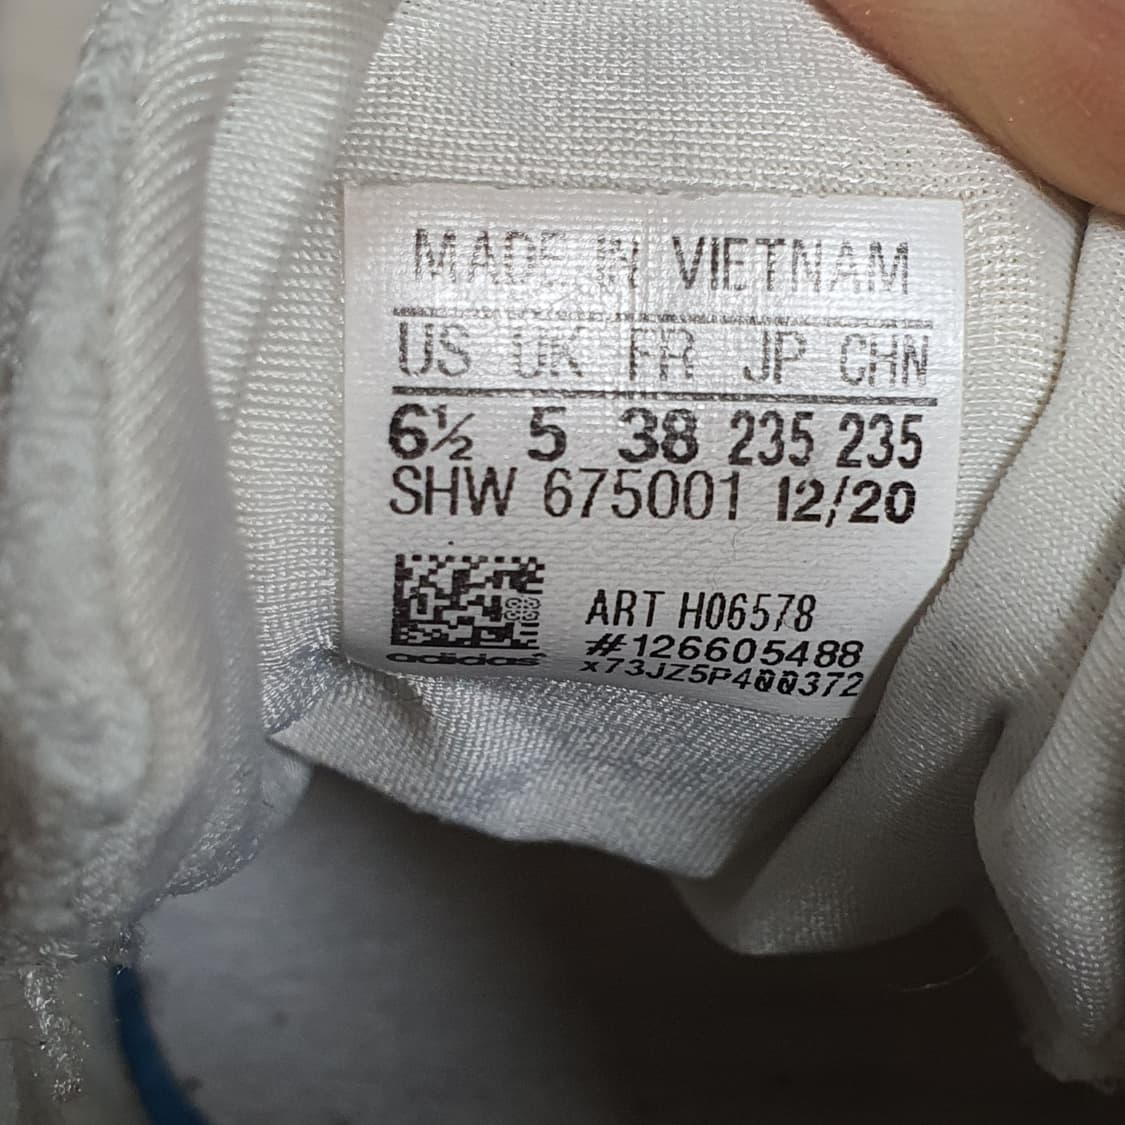 MADE IN VIETNAM
US UK FR JP CHN
6½ 5 38 235 235
SHW 675001 12/20
ART H06578
#126605488
adidas
x73JZ5P400372